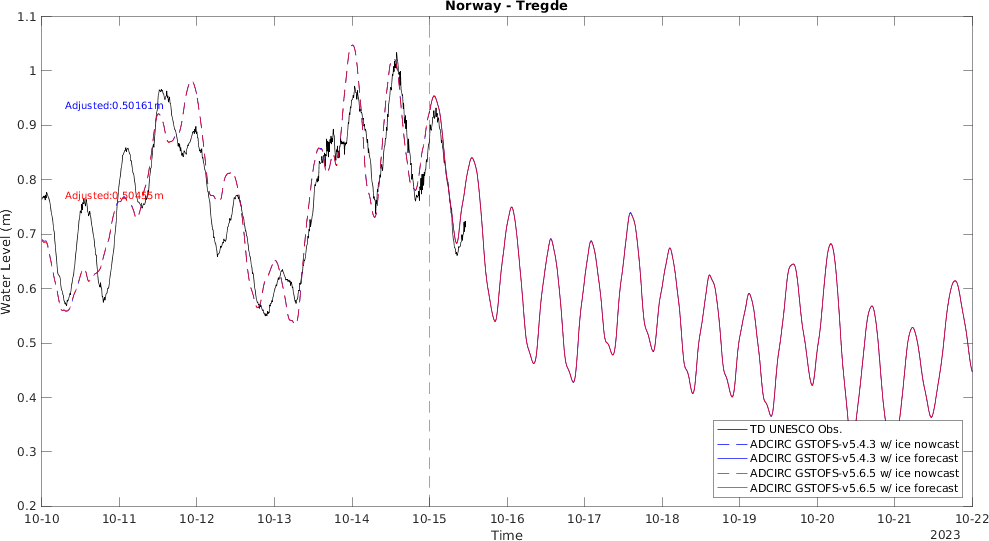 Norway - Tregde
1.1
1
0.9
0.8
0.7
0.6
0.5
0.4
0.3
0.2
Water Level (m)
Adjusted:0.50161m
Adjusted:0.50455m
TD UNESCO Obs.
ADCIRC GSTOFS-v5.4.3 w/ ice nowcast
ADCIRC GSTOFS-v5.4.3 w/ ice forecast
ADCIRC GSTOFS-v5.6.5 w/ ice nowcast
ADCIRC GSTOFS-v5.6.5 w/ ice forecast
10-10 10-11 10-12 10-13 10-14 10-15 10-16 10-17 10-18 10-19 10-20 10-21 10-22
Time
2023